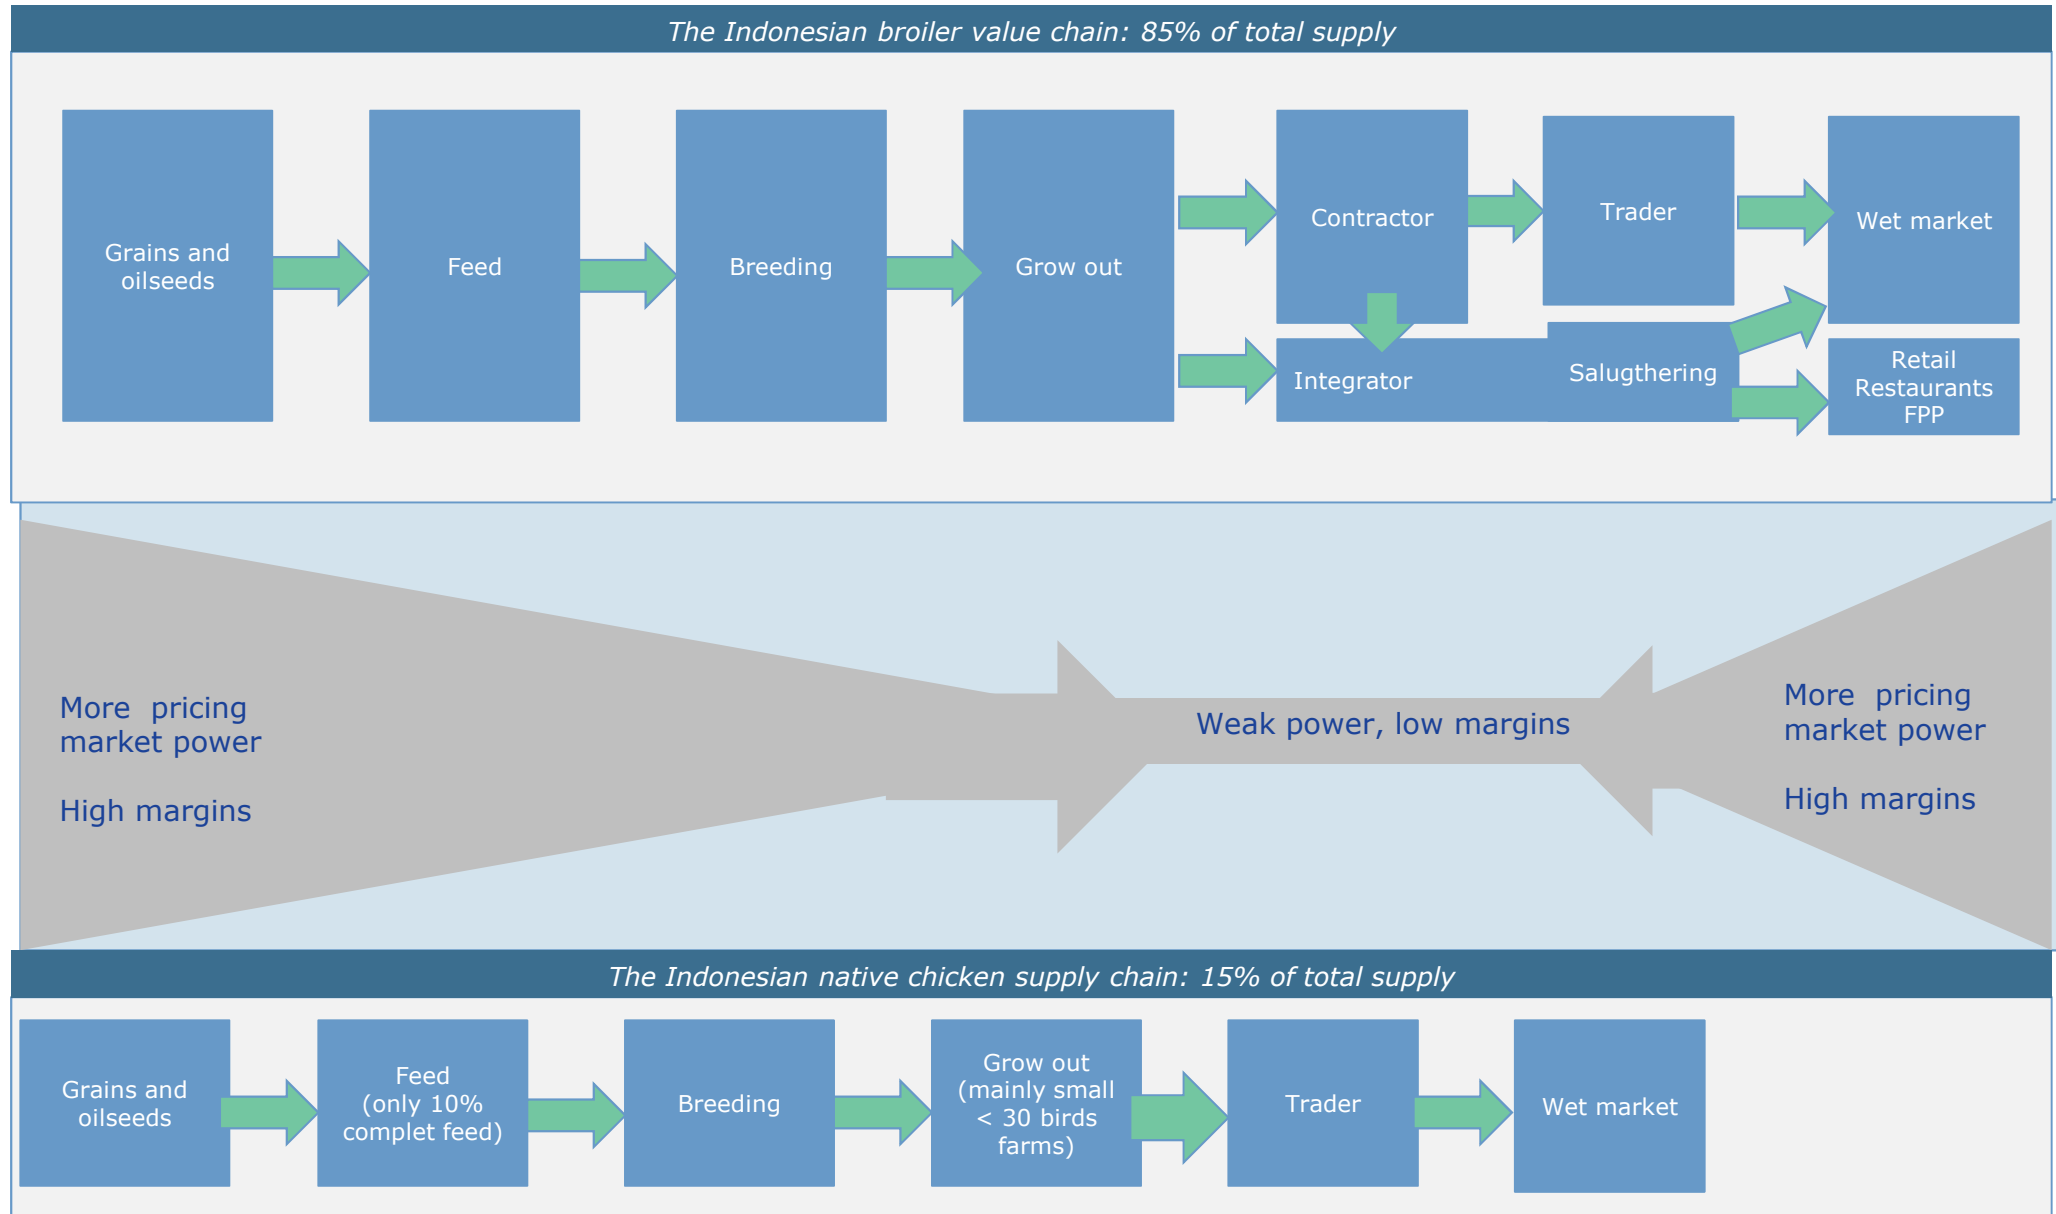 The Indonesian broiler value chain: 85% of total supply
Grains and
oilseeds
Feed
Breeding
Grow out
Contractor
Trader
Wet market
Integrator
Salugthering
Retail
Restaurants
FPP
More  pricing
market power
High margins
Weak power, low margins
More  pricing
market power
High margins
The Indonesian native chicken supply chain: 15% of total supply
Grains and
oilseeds
Feed
(only 10%
complet feed)
Breeding
Grow out
(mainly small
< 30 birds
farms)
Trader
Wet market